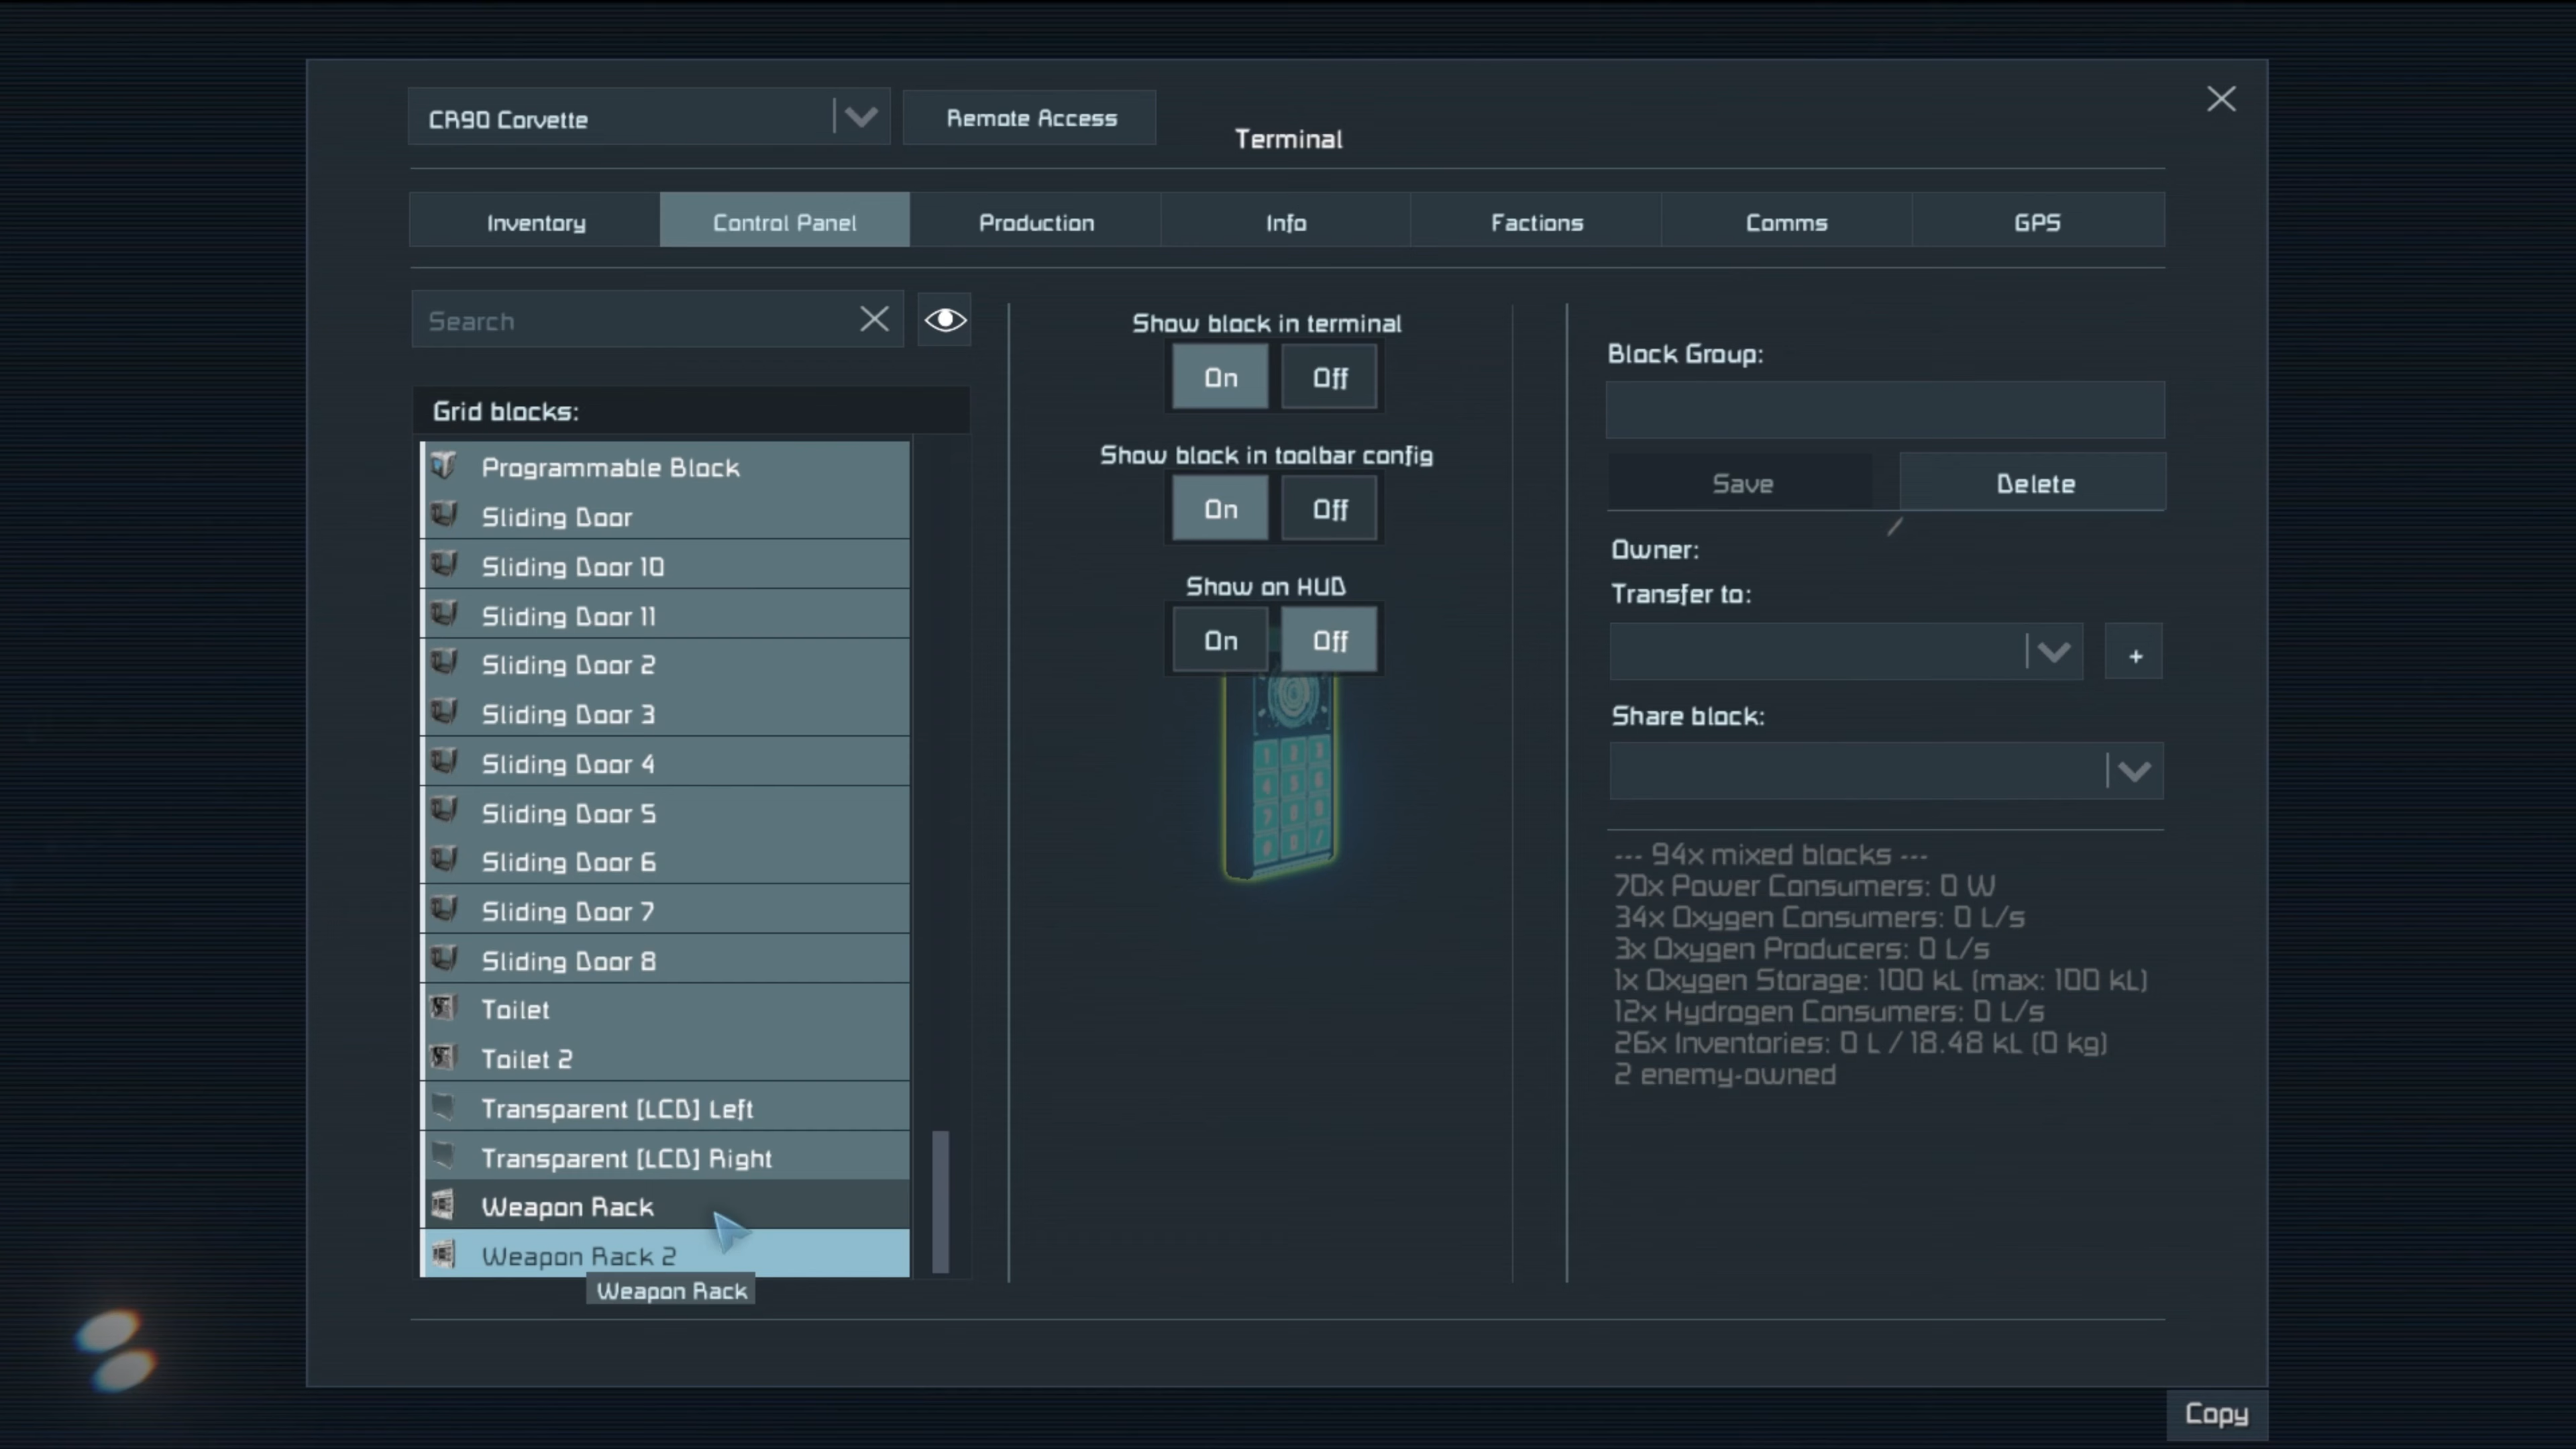 CR90 Corvette
Remote Access
Terminal
Inventory
Control Panel
Production
Info
Factions
Comms
GPS
Search
Grid blocks:
Programmable Block
Sliding Door
Sliding Door 10
Sliding Door 11
Sliding Door 2
Sliding Door 3
Sliding Door 4
Sliding Door 5
Sliding Door 6
Sliding Door 7
Sliding Door 8
Toilet
Toilet 2
Transparent [LCD] Left
Transparent [LCD] Right
Weapon Rack
Weapon Rack 2
Weapon Rack
Show block in terminal
On Off
Show block in toolbar config
On Off
Show on HUD
On Off
Block Group:
Save
Delete
Owner:
Transfer to:
+
Share block:
--- 94x mixed blocks ---
70x Power Consumers: 0 W
34x Oxygen Consumers: 0 L/s
3x Oxygen Producers: 0 L/s
1x Oxygen Storage: 100 kL (max: 100 kL)
12x Hydrogen Consumers: 0 L/s
26x Inventories: 0 L / 18.48 kL (0 kg)
2 enemy-owned
Copy